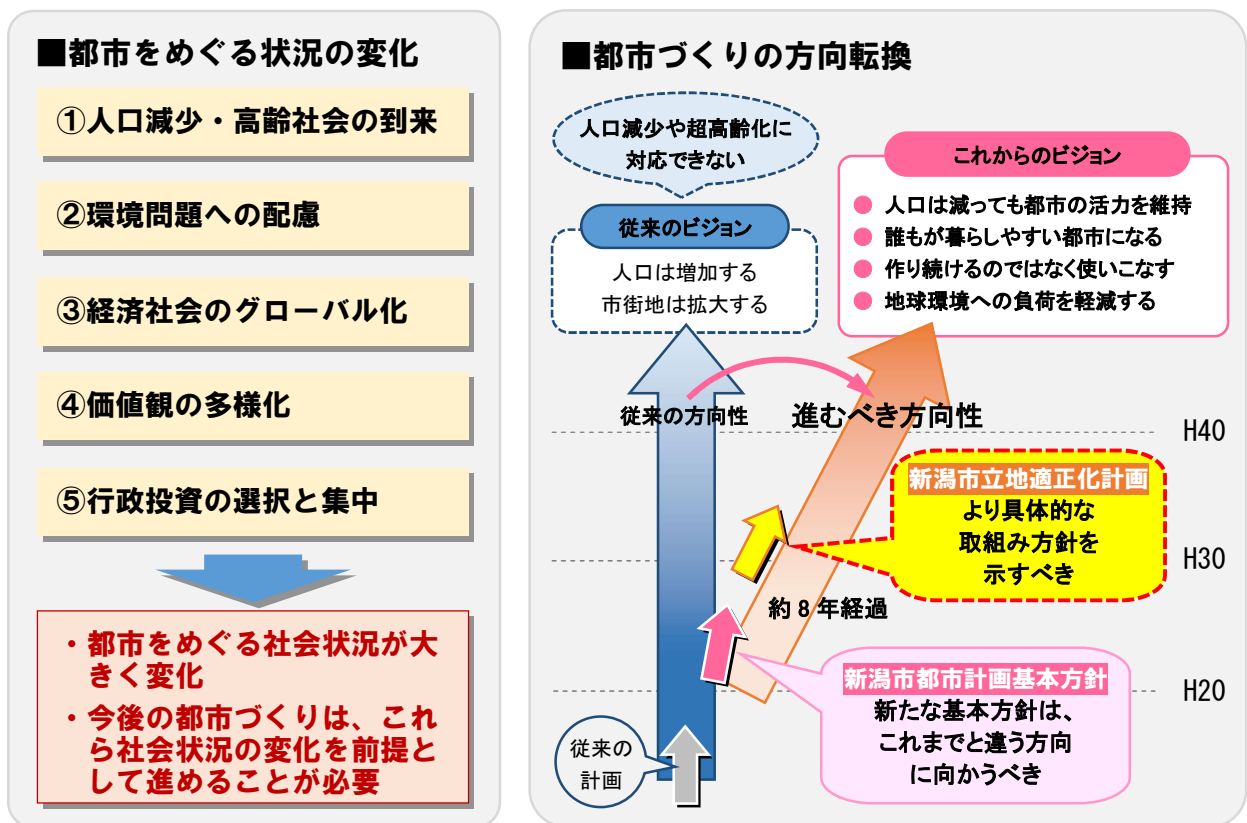 ■都市をめぐる状況の変化
①人口減少・高齢社会の到来
②環境問題への配慮
③経済社会のグローバル化
④価値観の多様化
⑤行政投資の選択と集中
・都市をめぐる社会状況が大
きく変化
・今後の都市づくりは、これ
ら社会状況の変化を前提と
して進めることが必要
■都市づくりの方向転換
人口減少や超高齢化に
対応できない
従来のビジョン
人口は増加する
市街地は拡大する
これからのビジョン
● 人口は減っても都市の活力を維持
● 誰もが暮らしやすい都市になる
● 作り続けるのではなく使いこなす
● 地球環境への負荷を軽減する
従来の方向性
進むべき方向性
H40
新潟市立地適正化計画
より具体的な
取組み方針を
示すべき
H30
約8年経過
新潟市都市計画基本方針
新たな基本方針は、
これまでと違う方向
に向かうべき
H20
従来の
計画